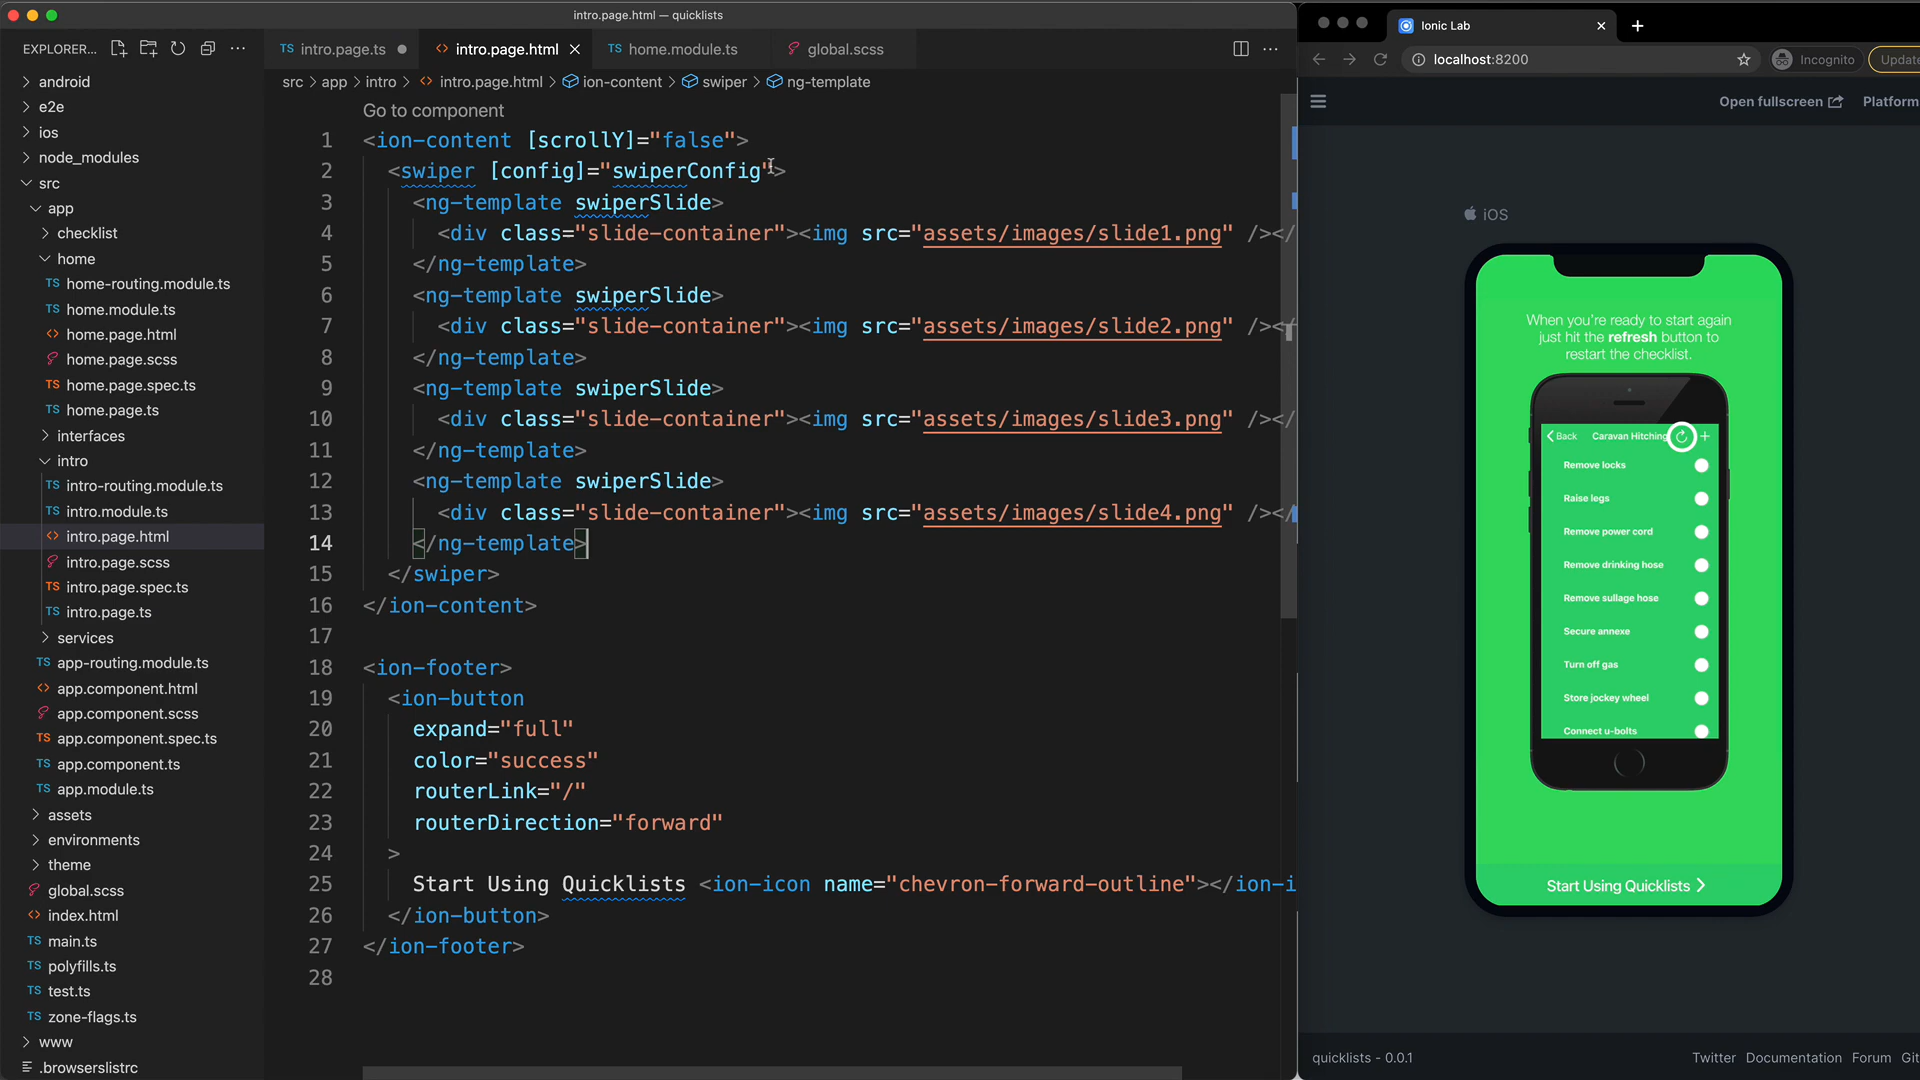 intro.page.html — quicklists
EXPLORER...
intro.page.ts
intro.page.html
home.module.ts
global.scss
src > app > intro > intro.page.html > ion-content > swiper > ng-template
android
e2e
ios
node_modules
src
app
checklist
home
home-routing.module.ts
home.module.ts
home.page.html
home.page.scss
home.page.spec.ts
home.page.ts
interfaces
intro
intro-routing.module.ts
intro.module.ts
intro.page.html
intro.page.scss
intro.page.spec.ts
intro.page.ts
services
app-routing.module.ts
app.component.html
app.component.scss
app.component.spec.ts
app.component.ts
app.module.ts
assets
environments
theme
global.scss
index.html
main.ts
polyfills.ts
test.ts
zone-flags.ts
www
.browserslistrc
Go to component
1 <ion-content [scrollY]="false">
2 <swiper [config]="swiperConfig">
3 <ng-template swiperSlide>
4 <div class="slide-container"><img src="assets/images/slide1.png" /></
5 </ng-template>
6 <ng-template swiperSlide>
7 <div class="slide-container"><img src="assets/images/slide2.png" /></
8 </ng-template>
9 <ng-template swiperSlide>
10 <div class="slide-container"><img src="assets/images/slide3.png" /></
11 </ng-template>
12 <ng-template swiperSlide>
13 <div class="slide-container"><img src="assets/images/slide4.png" /></
14 </ng-template>
15 </swiper>
16 </ion-content>
17
18 <ion-footer>
19 <ion-button
20 expand="full"
21 color="success"
22 routerLink="/"
23 routerDirection="forward"
24 >
25 Start Using Quicklists <ion-icon name="chevron-forward-outline"></ion-i
26 </ion-button>
27 </ion-footer>
28
Ionic Lab
localhost:8200
Incognito
Update
Open fullscreen
Platform
iOS
When you're ready to start again
just hit the refresh button to
restart the checklist.
Back Caravan Hitching +
Remove locks
Raise legs
Remove power cord
Remove drinking hose
Remove sullage hose
Secure annexe
Turn off gas
Store jockey wheel
Connect u-bolts
Start Using Quicklists
quicklists - 0.0.1
Twitter Documentation Forum Git